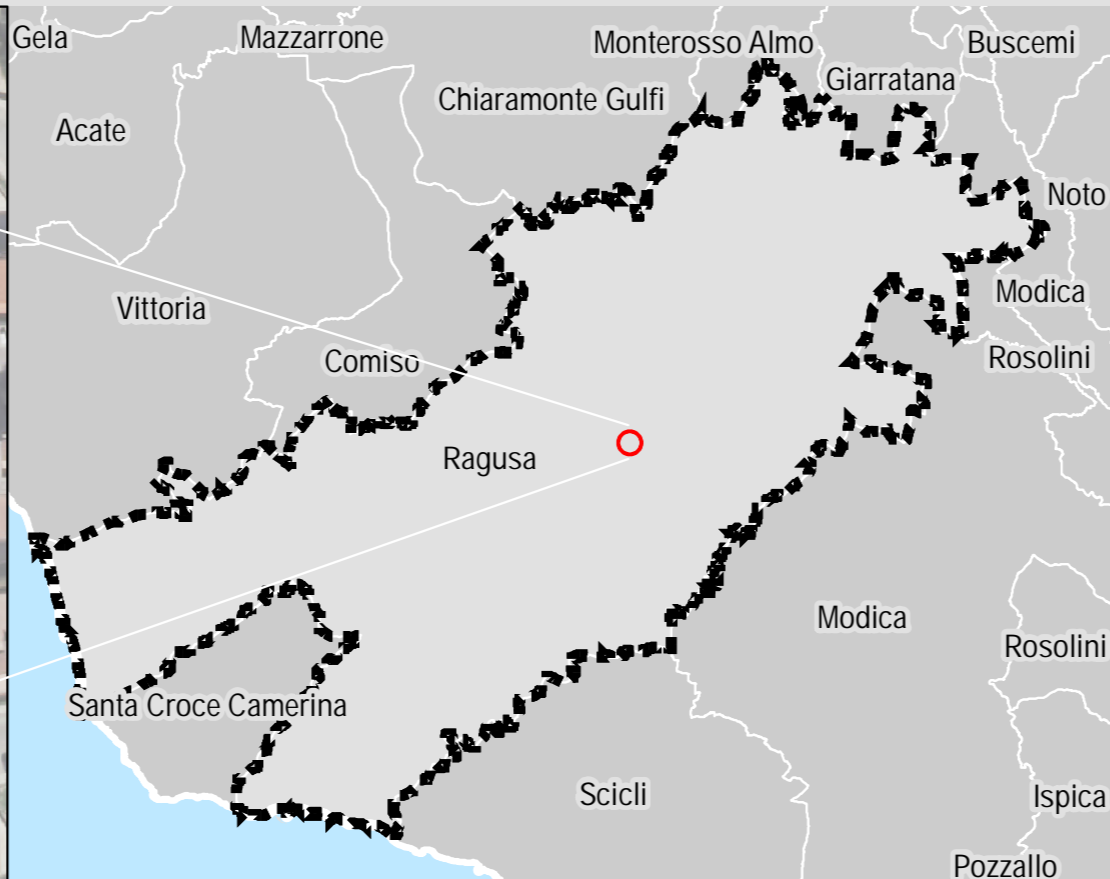 Gela
Mazzarrone
Monterosso Almo
Buscemi
Giarratana
Chiaramonte Gulfi
Acate
Noto
Modica
Vittoria
Comiso
Rosolini
Ragusa
Modica
Rosolini
Santa Croce Camerina
Scicli
Ispica
Pozzallo